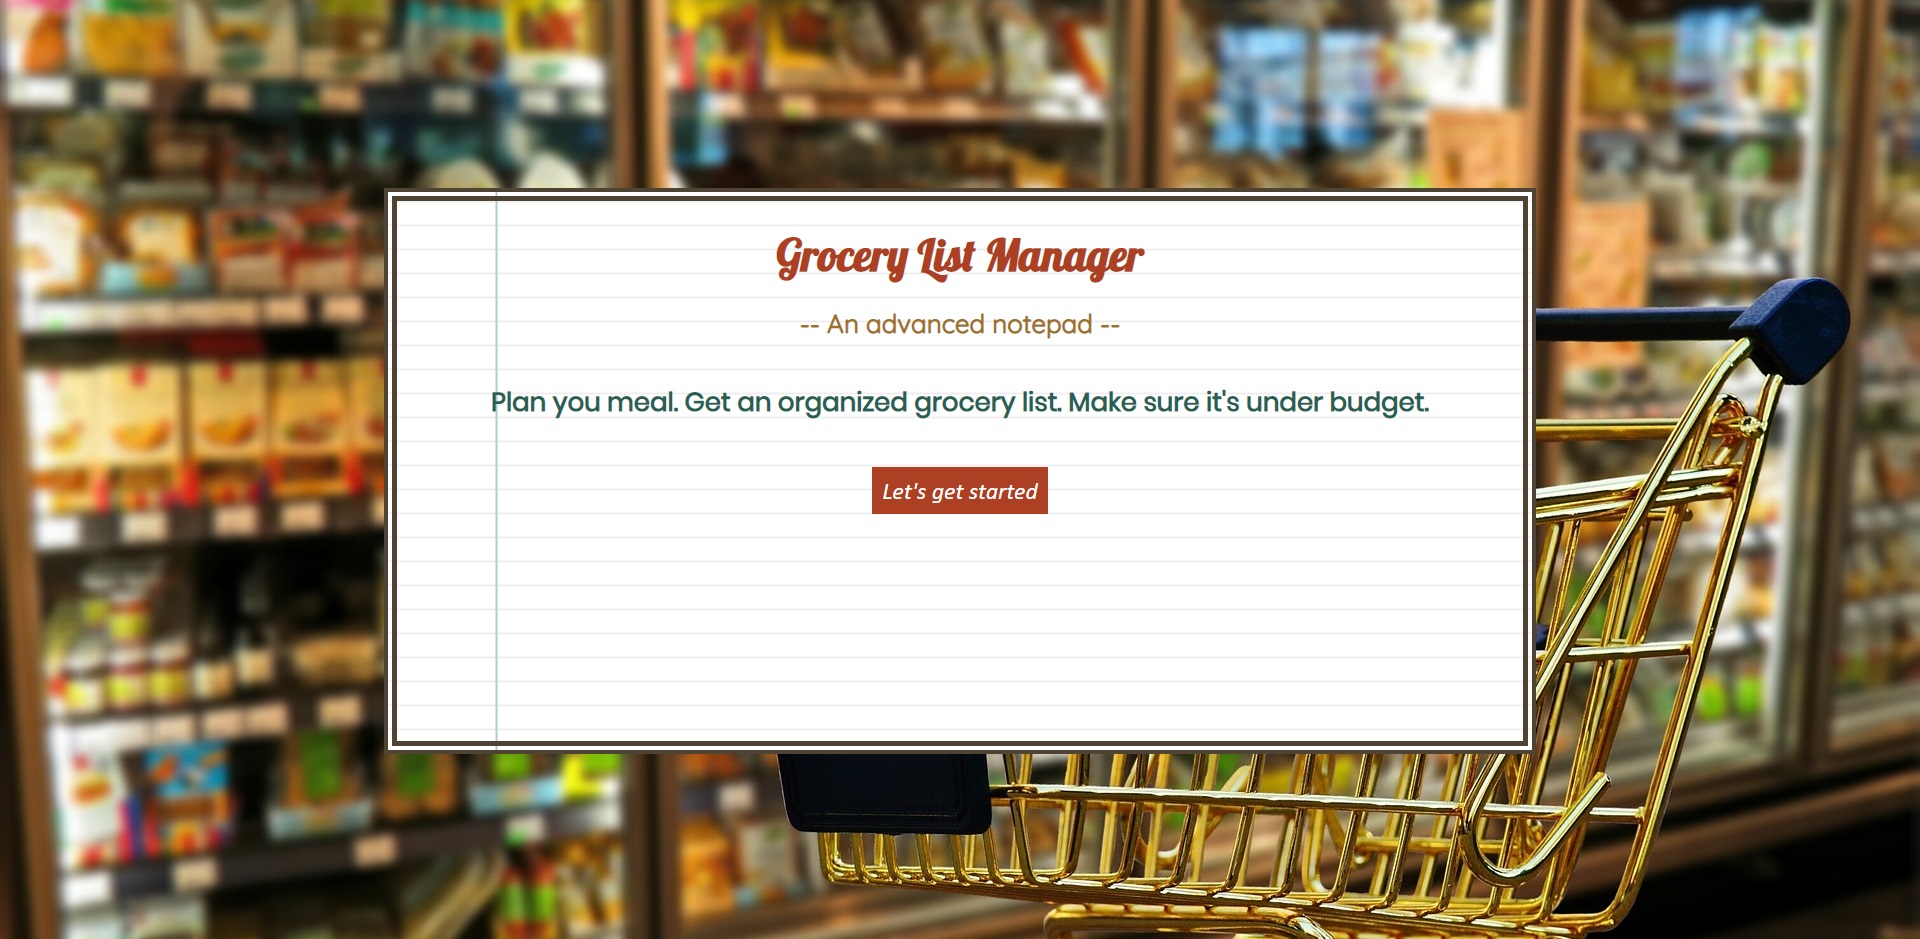 Grocery List Manager
-- An advanced notepad --
Plan you meal. Get an organized grocery list. Make sure it's under budget.
Let's get started